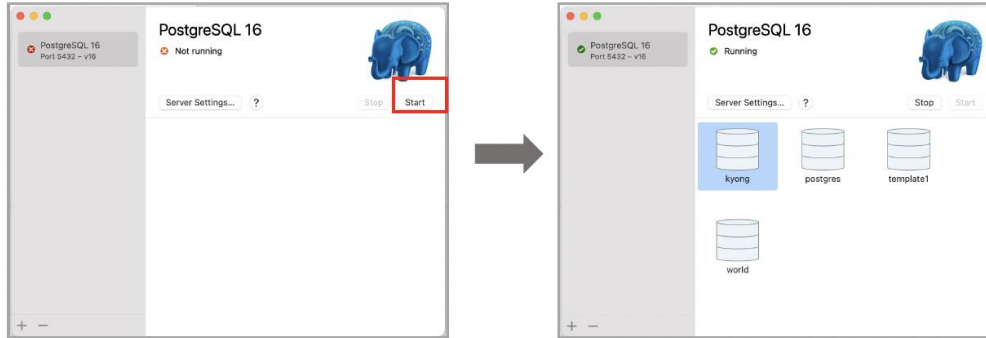 PostgreSQL 16
Port 5432 – v16
PostgreSQL 16
Not running
Server Settings... ? Stop Start
+ −
PostgreSQL 16
Port 5432 – v16
PostgreSQL 16
Running
Server Settings... ? Stop Start
kyong postgres template1
world
+ −